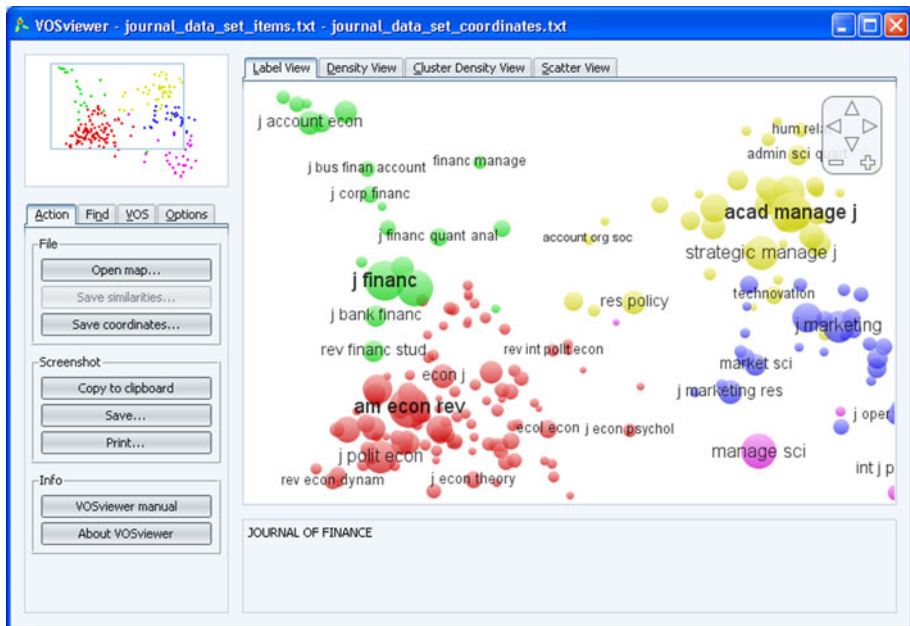 VOSviewer - journal_data_set_items.txt - journal_data_set_coordinates.txt
Label View Density View Cluster Density View Scatter View
Action Find VOS Options
File
Open map...
Save similarities...
Save coordinates...
Screenshot
Copy to clipboard
Save...
Print...
Info
VOSviewer manual
About VOSviewer
j account econ
hum rela
j bus finan account
financ manage
admin sci quart
j corp financ
acad manage j
j financ quant anal
account org soc
strategic manage j
j financ
technovation
res policy
j bank financ
j marketing
rev financ stud
rev int polit econ
market sci
econ j
j marketing res
am econ rev
j oper
ecol econ
j econ psychol
j polit econ
manage sci
int j p
rev econ dynam
j econ theory
JOURNAL OF FINANCE